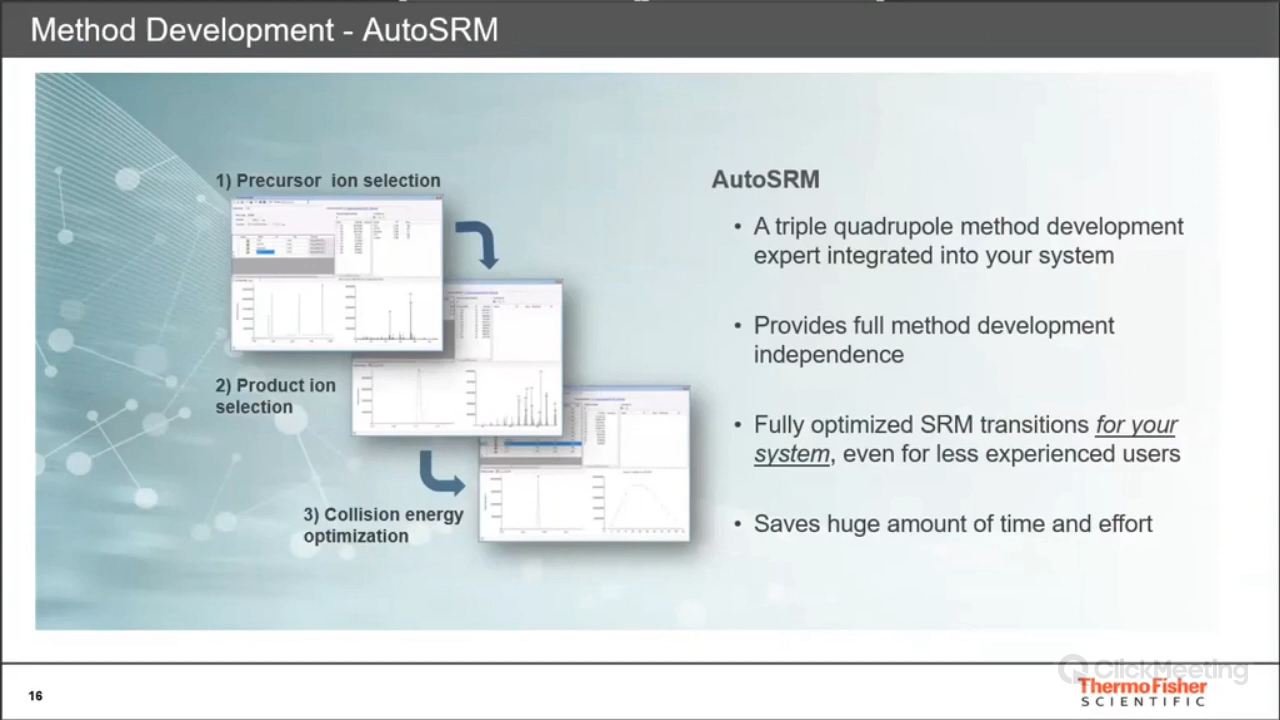 Method Development - AutoSRM
1) Precursor ion selection
2) Product ion
selection
3) Collision energy
optimization
AutoSRM
• A triple quadrupole method development
expert integrated into your system
• Provides full method development
independence
• Fully optimized SRM transitions for your
system, even for less experienced users
• Saves huge amount of time and effort
16
ClickMeeting
ThermoFisher
SCIENTIFIC